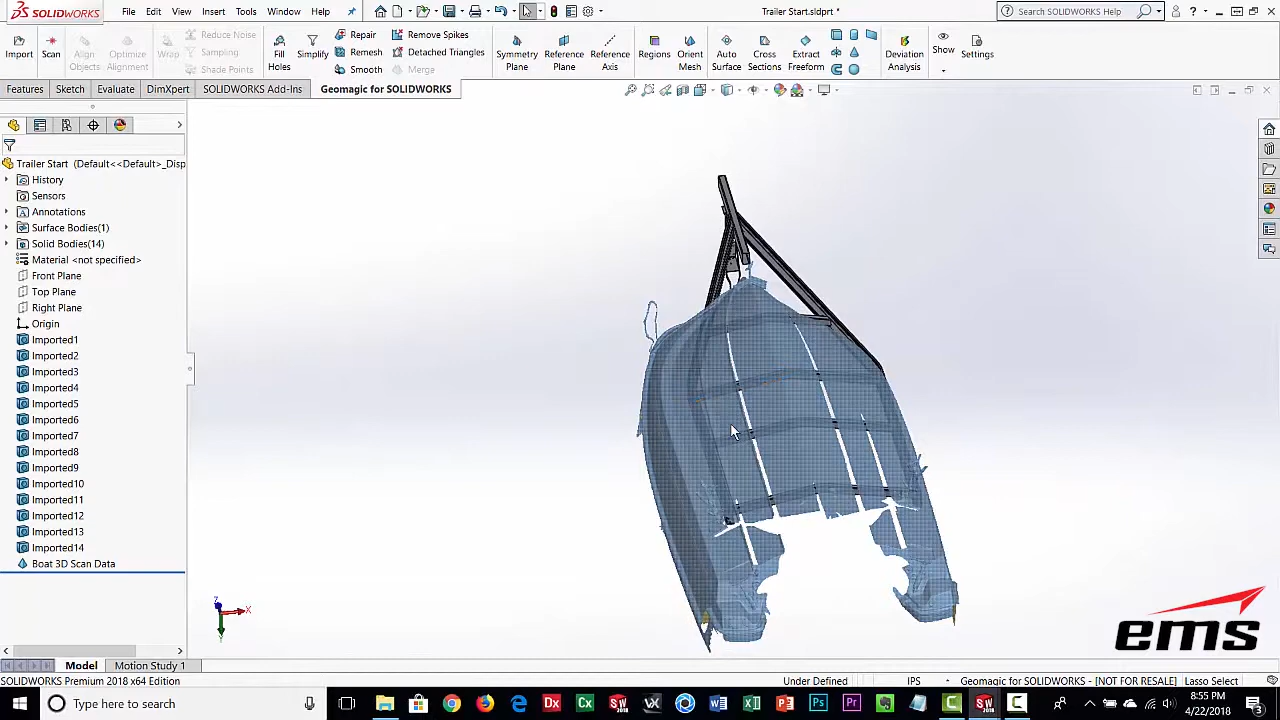 SOLIDWORKS File Edit View Insert Tools Window Help Trailer Start.sldprt * Search SOLIDWORKS Help
Import Scan Align Objects Optimize Alignment Wrap Reduce Noise Sampling Shade Points Fill Holes Simplify Repair Remesh Smooth Remove Spikes Detached Triangles Merge Symmetry Plane Reference Plane Reference Axis Regions Orient Mesh Auto Surface Cross Sections Extract Freeform Deviation Analysis Show Settings
Features Sketch Evaluate DimXpert SOLIDWORKS Add-Ins Geomagic for SOLIDWORKS
Trailer Start (Default<<Default>_Disp
History
Sensors
Annotations
Surface Bodies(1)
Solid Bodies(14)
Material <not specified>
Front Plane
Top Plane
Right Plane
Origin
Imported1
Imported2
Imported3
Imported4
Imported5
Imported6
Imported7
Imported8
Imported9
Imported10
Imported11
Imported12
Imported13
Imported14
Boat 3D Scan Data
Z
X
ems
Model Motion Study 1
SOLIDWORKS Premium 2018 x64 Edition Under Defined IPS Geomagic for SOLIDWORKS - [NOT FOR RESALE] Lasso Select
Type here to search 8:55 PM
4/22/2018